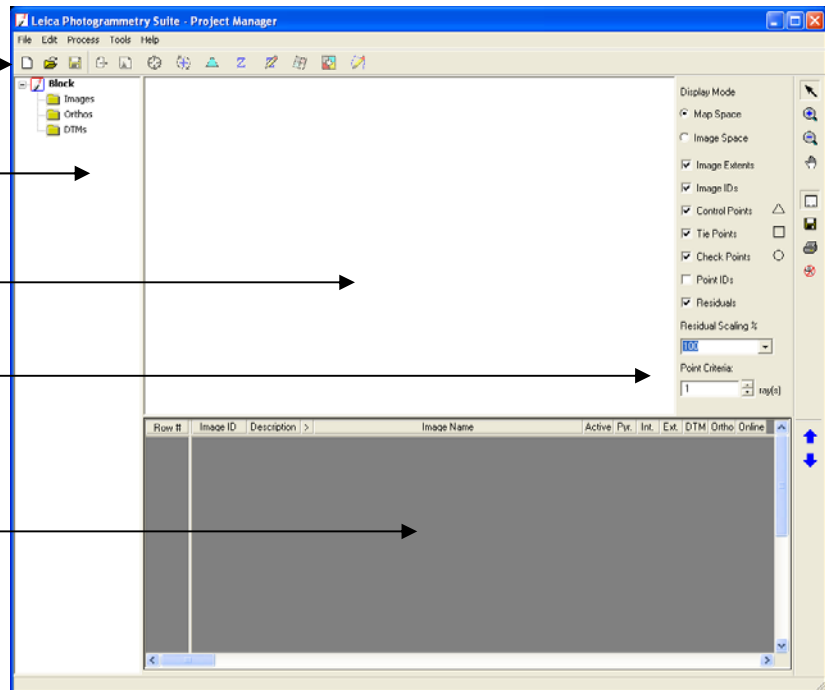 Leica Photogrammetry Suite - Project Manager
File Edit Process Tools Help
Block
Images
Orthos
DTMs
Display Mode
Map Space
Image Space
Image Extents
Image IDs
Control Points
Tie Points
Check Points
Point IDs
Residuals
Residual Scaling %
100
Point Criteria:
1 ray(s)
Row # Image ID Description > Image Name Active Pyr. Int. Ext. DTM Ortho Online